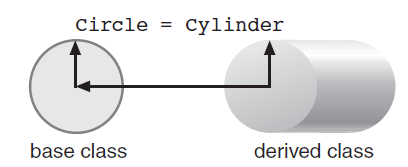 Circle = Cylinder
base class
derived class